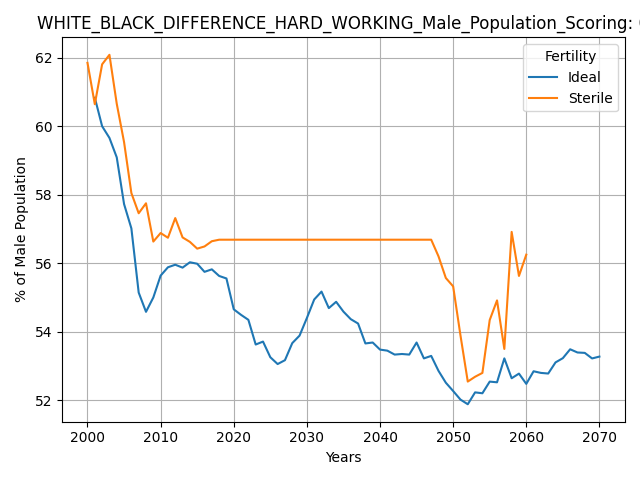 WHITE_BLACK_DIFFERENCE_HARD_WORKING_Male_Population_Scoring:
Fertility
Ideal
Sterile
% of Male Population
62
60
58
56
54
52
2000 2010 2020 2030 2040 2050 2060 2070
Years